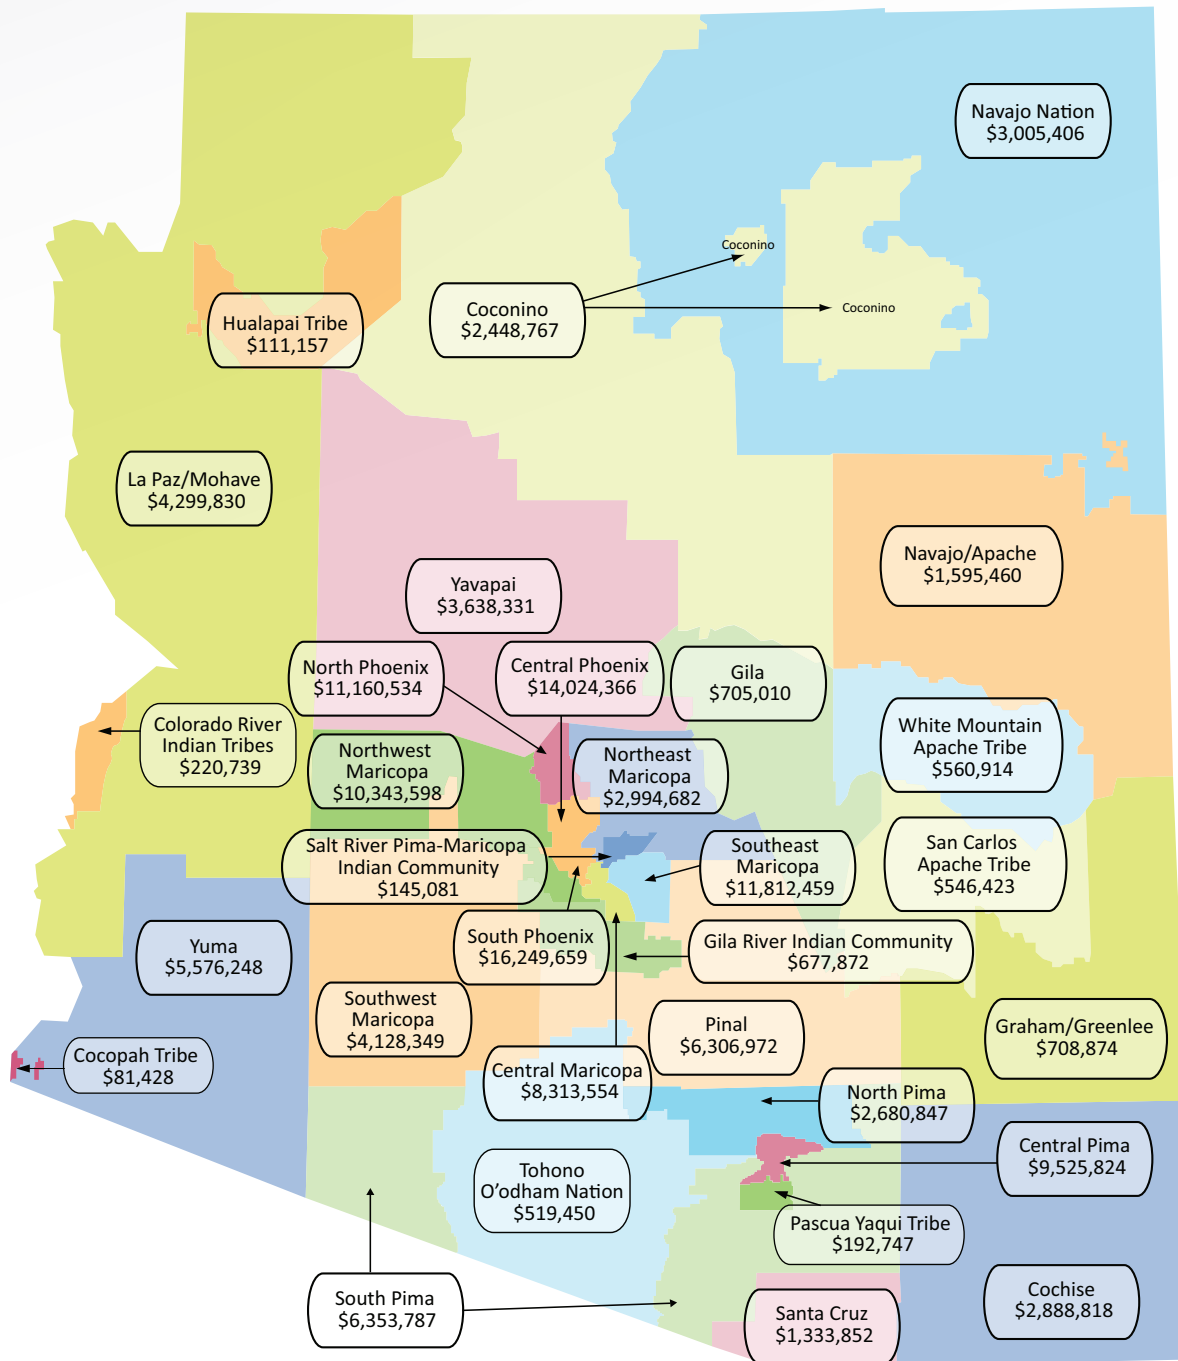 Navajo Nation
$3,005,406
Coconino
Coconino
$2,448,767
Coconino
Hualapai Tribe
$111,157
La Paz/Mohave
$4,299,830
Navajo/Apache
$1,595,460
Yavapai
$3,638,331
North Phoenix
$11,160,534
Central Phoenix
$14,024,366
Gila
$705,010
Colorado River
Indian Tribes
$220,739
Northwest
Maricopa
$10,343,598
Northeast
Maricopa
$2,994,682
White Mountain
Apache Tribe
$560,914
Salt River Pima-Maricopa
Indian Community
$145,081
Southeast
Maricopa
$11,812,459
San Carlos
Apache Tribe
$546,423
Yuma
$5,576,248
South Phoenix
$16,249,659
Gila River Indian Community
$677,872
Southwest
Maricopa
$4,128,349
Pinal
$6,306,972
Graham/Greenlee
$708,874
Cocopah Tribe
$81,428
Central Maricopa
$8,313,554
North Pima
$2,680,847
Central Pima
$9,525,824
Tohono
O'odham Nation
$519,450
Pascua Yaqui Tribe
$192,747
South Pima
$6,353,787
Santa Cruz
$1,333,852
Cochise
$2,888,818